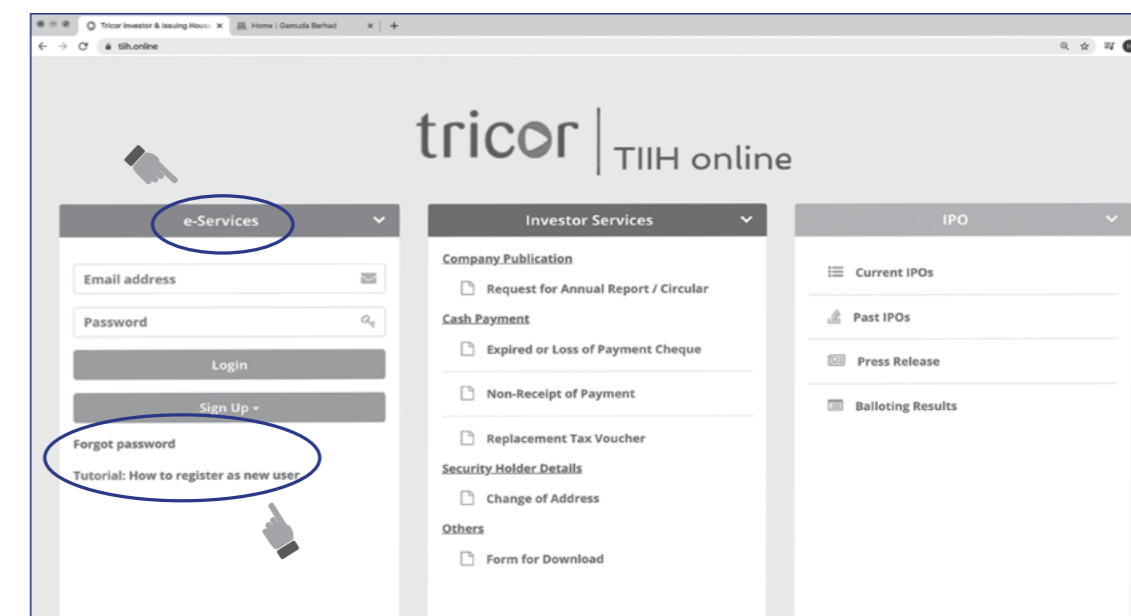 Tricor Investor & Issuing House
Home | Gamuda Berhad
tiih.online
tricor | TIIH online
e-Services
Email address
Password
Login
Sign Up
Forgot password
Tutorial: How to register as new user
Investor Services
Company Publication
Request for Annual Report / Circular
Cash Payment
Expired or Loss of Payment Cheque
Non-Receipt of Payment
Replacement Tax Voucher
Security Holder Details
Change of Address
Others
Form for Download
IPO
Current IPOs
Past IPOs
Press Release
Balloting Results